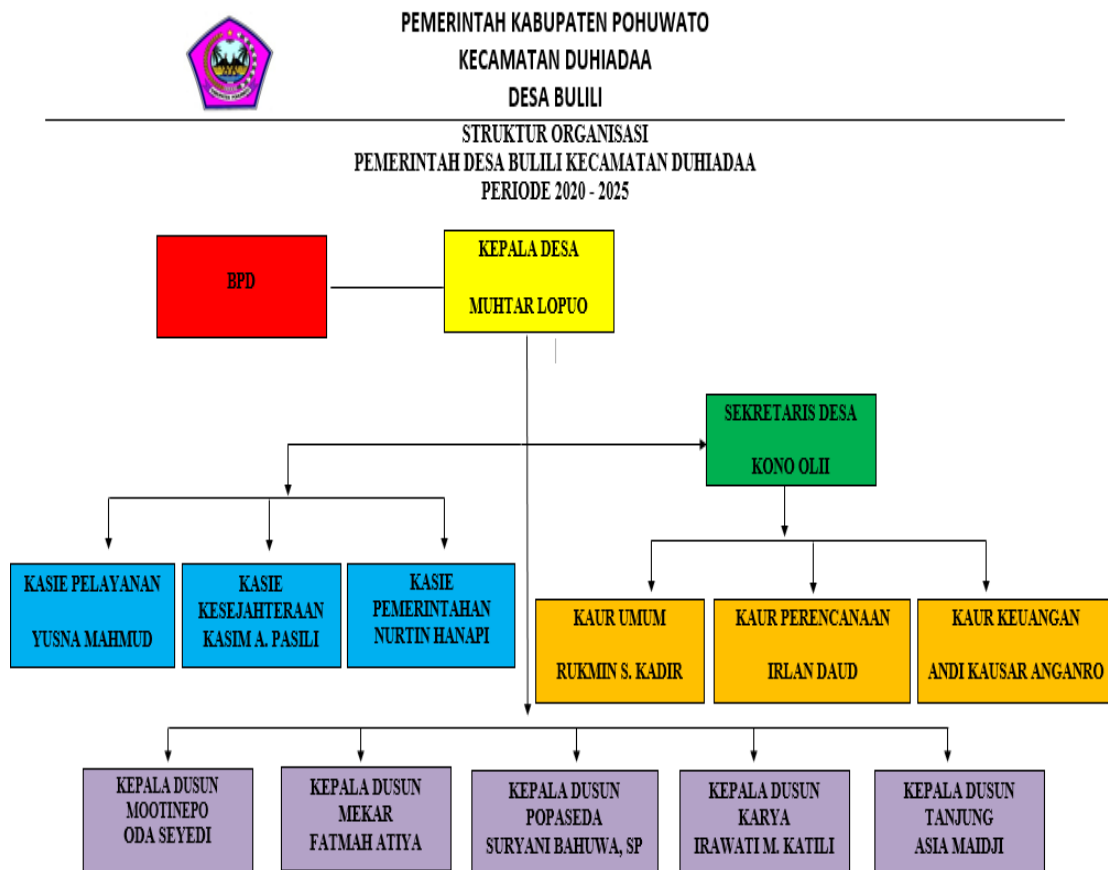 PEMERINTAH KABUPATEN POHUWATO
KECAMATAN DUHIADAA
DESA BULILI
STRUKTUR ORGANISASI
PEMERINTAH DESA BULILI KECAMATAN DUHIADAA
PERIODE 2020 - 2025
BPD
KEPALA DESA
MUHTAR LOPUO
SEKRETARIS DESA
KONO OLII
KASIE PELAYANAN
YUSNA MAHMUD
KASIE
KESEJAHTERAAN
KASIM A. PASILI
KASIE
PEMERINTAHAN
NURTIN HANAPI
KAUR UMUM
RUKMIN S. KADIR
KAUR PERENCANAAN
IRLAN DAUD
KAUR KEUANGAN
ANDI KAUSAR ANGANRO
KEPALA DUSUN
MOOTINEPO
ODA SEYEDI
KEPALA DUSUN
MEKAR
FATMAH ATIYA
KEPALA DUSUN
POPASEDA
SURYANI BAHUWA, SP
KEPALA DUSUN
KARYA
IRAWATI M. KATILI
KEPALA DUSUN
TANJUNG
ASIA MAIDJI